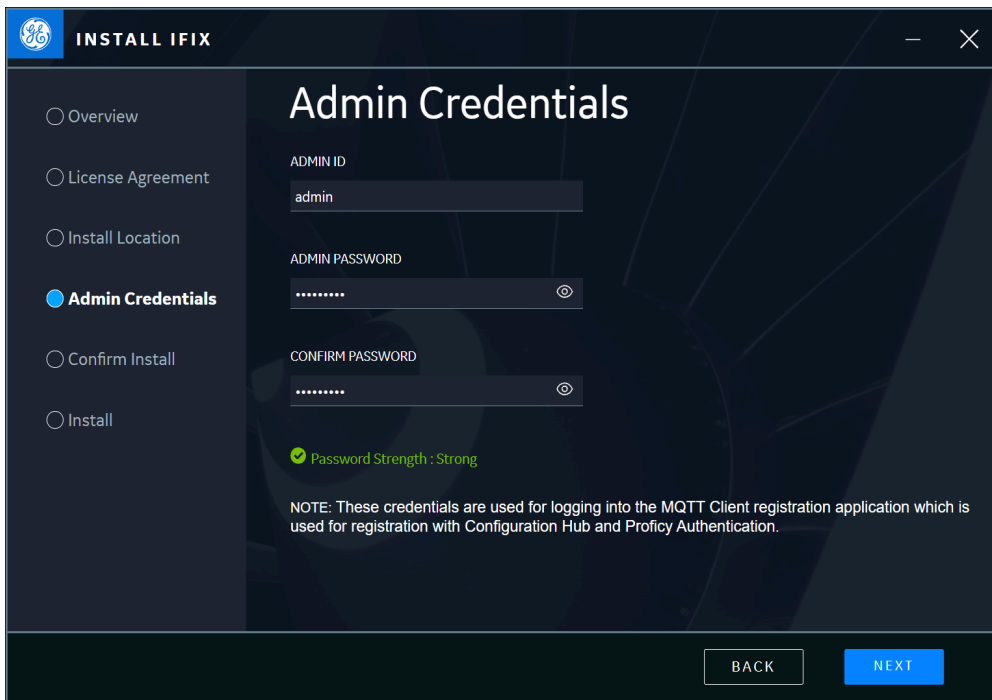 INSTALL IFIX
Overview
License Agreement
Install Location
Admin Credentials
Confirm Install
Install
Admin Credentials
ADMIN ID
admin
ADMIN PASSWORD
•••••••••
CONFIRM PASSWORD
•••••••••
Password Strength : Strong
NOTE: These credentials are used for logging into the MQTT Client registration application which is
used for registration with Configuration Hub and Proficy Authentication.
BACK
NEXT